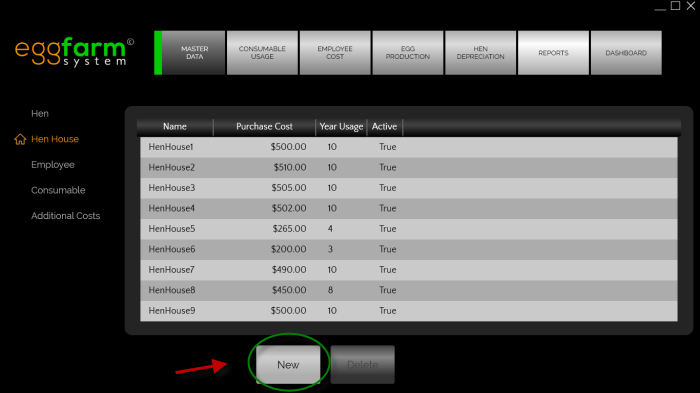 eggfarm©
system
MASTER
DATA
CONSUMABLE
USAGE
EMPLOYEE
COST
EGG
PRODUCTION
HEN
DEPRECIATION
REPORTS
DASHBOARD
Hen
Hen House
Employee
Consumable
Additional Costs
Name Purchase Cost Year Usage Active
HenHouse1 $500.00 10 True
HenHouse2 $510.00 10 True
HenHouse3 $505.00 10 True
HenHouse4 $502.00 10 True
HenHouse5 $265.00 4 True
HenHouse6 $200.00 3 True
HenHouse7 $490.00 10 True
HenHouse8 $450.00 8 True
HenHouse9 $500.00 10 True
New Delete